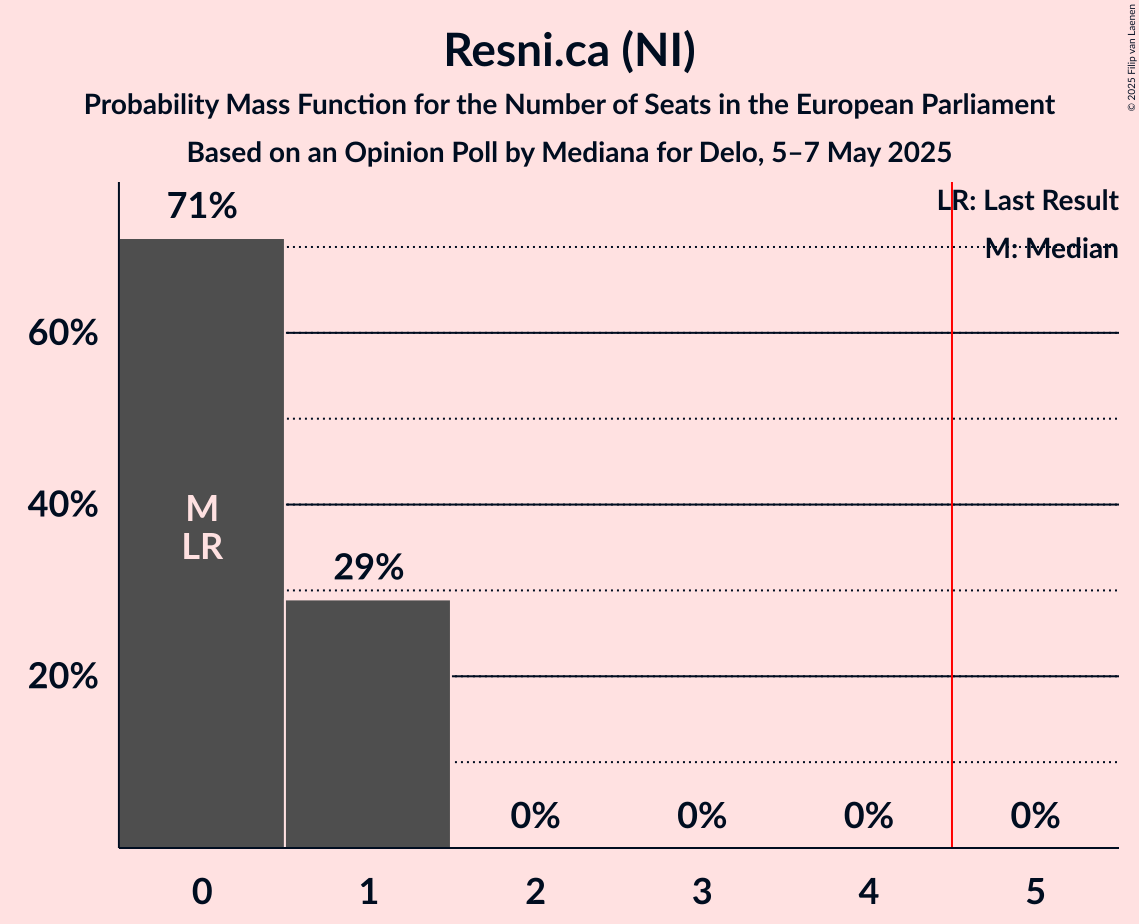 Resni.ca (NI)
Probability Mass Function for the Number of Seats in the European Parliament
Based on an Opinion Poll by Mediana for Delo, 5–7 May 2025
© 2025 Filip van Laenen
LR: Last Result
M: Median
71%
60%
40%
20%
M
LR
29%
0%
0%
0%
0%
0
1
2
3
4
5